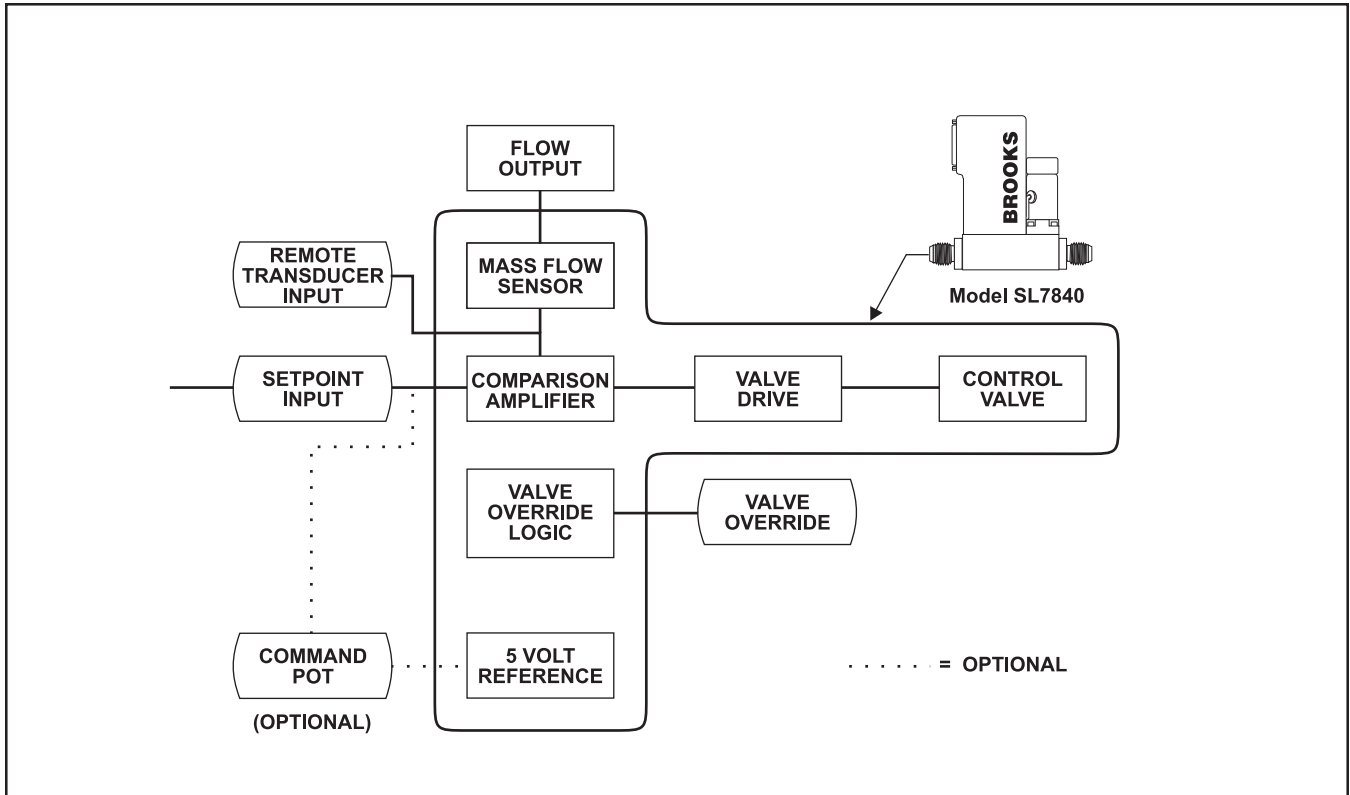 FLOW
OUTPUT
BROOKS
REMOTE
TRANSDUCER
INPUT
MASS FLOW
SENSOR
Model SL7840
SETPOINT
INPUT
COMPARISON
AMPLIFIER
VALVE
DRIVE
CONTROL
VALVE
VALVE
OVERRIDE
LOGIC
VALVE
OVERRIDE
COMMAND
POT
(OPTIONAL)
5 VOLT
REFERENCE
= OPTIONAL